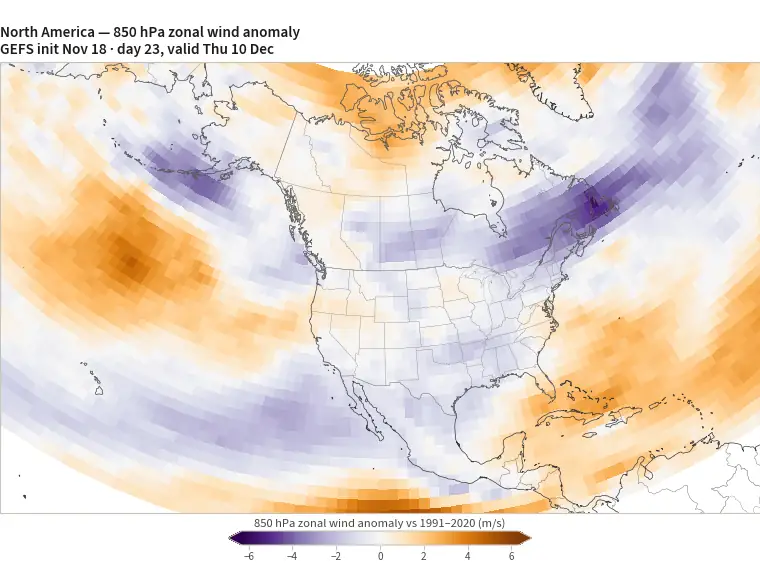 North America — 850 hPa zonal wind anomaly
GEFS init Nov 18 · day 23, valid Thu 10 Dec
850 hPa zonal wind anomaly vs 1991–2020 (m/s)
−6 −4 −2 0 2 4 6